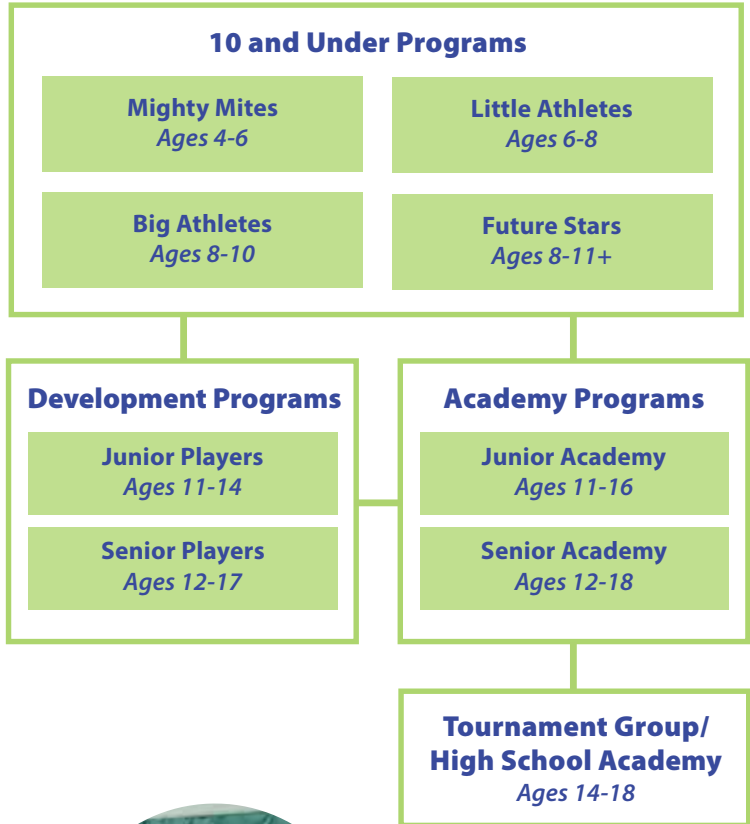 10 and Under Programs
Mighty Mites
Ages 4-6
Little Athletes
Ages 6-8
Big Athletes
Ages 8-10
Future Stars
Ages 8-11+
Development Programs
Junior Players
Ages 11-14
Senior Players
Ages 12-17
Academy Programs
Junior Academy
Ages 11-16
Senior Academy
Ages 12-18
Tournament Group/
High School Academy
Ages 14-18